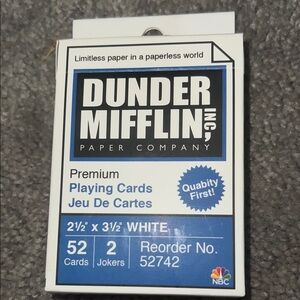 Limitless paper in a paperless world
DUNDER
MIFFLIN, INC.
PAPER COMPANY
Premium
Playing Cards
Jeu De Cartes
Quabity
First!
2½" x 3½" WHITE
52 Cards
2 Jokers
Reorder No.
52742
NBC